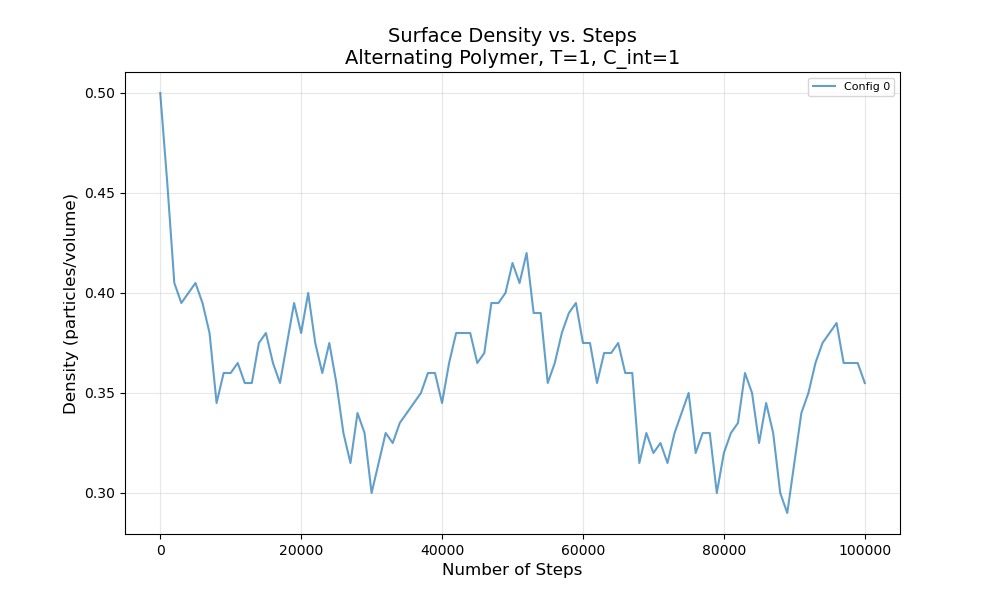 Surface Density vs. Steps
Alternating Polymer, T=1, C_int=1
Config 0
Density (particles/volume)
0.50
0.45
0.40
0.35
0.30
0
20000
40000
60000
80000
100000
Number of Steps